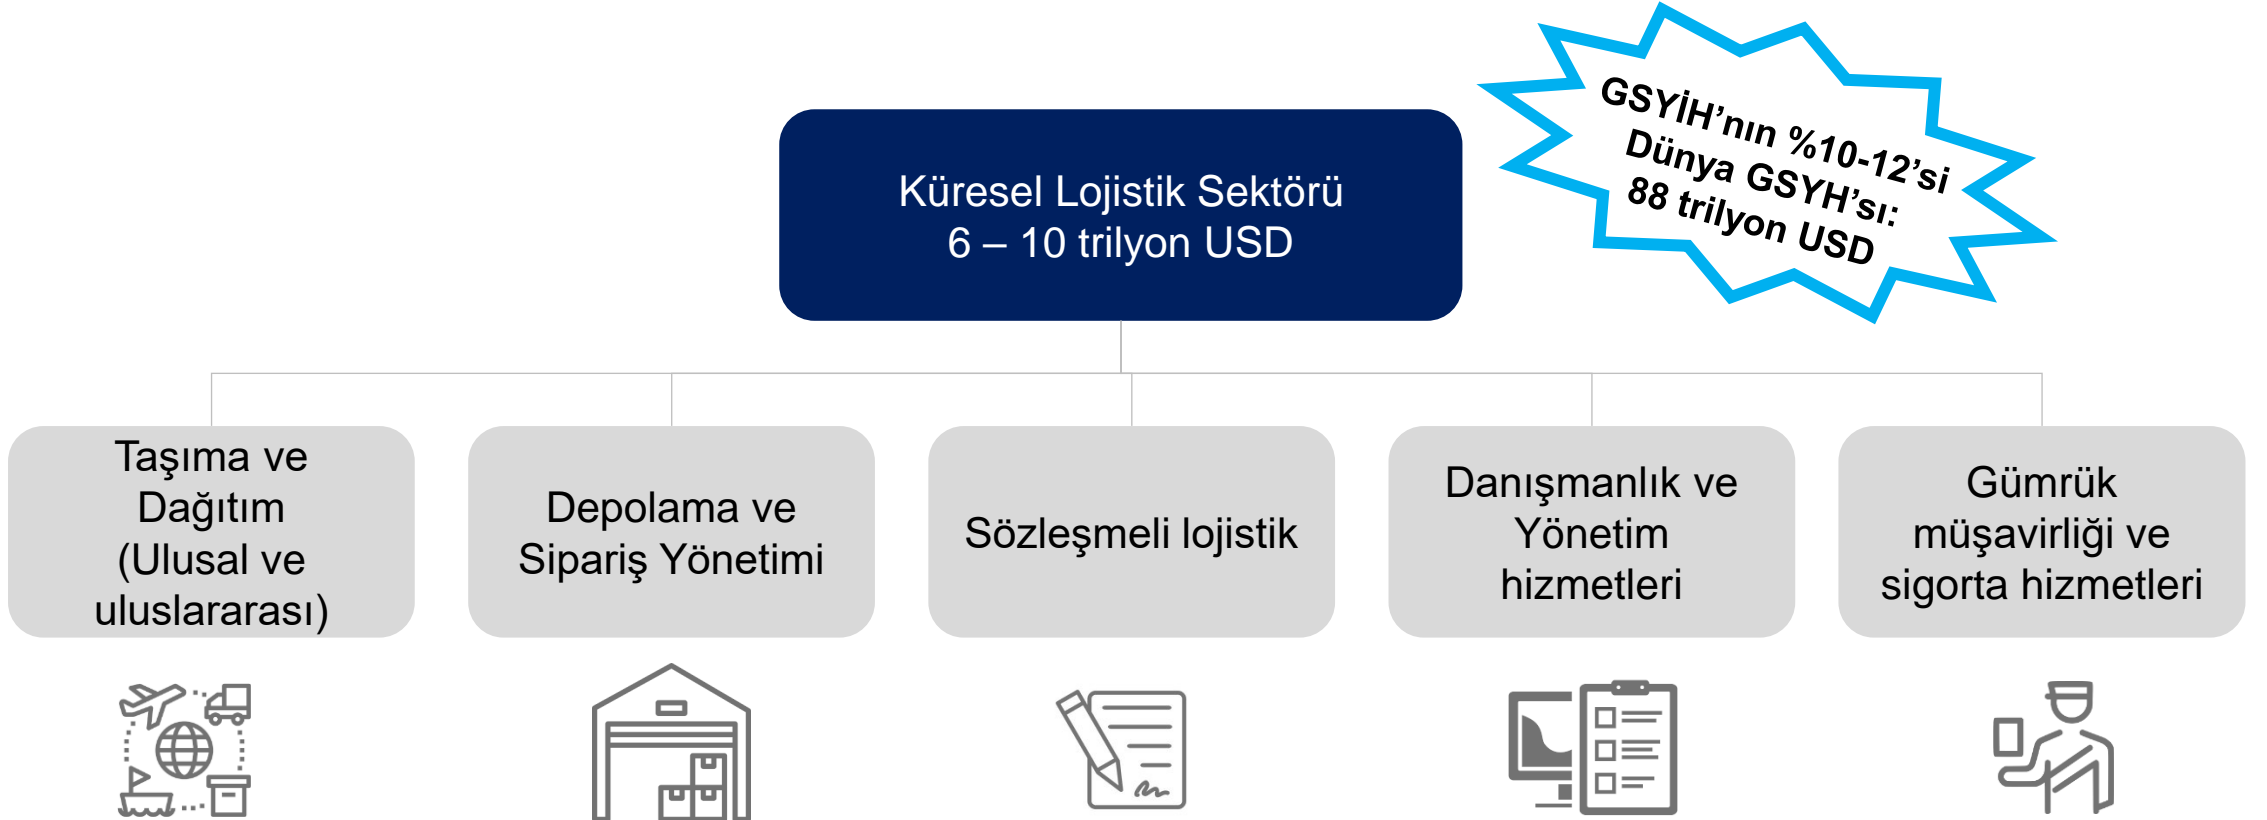 GSYİH’nın %10-12’si
Dünya GSYH’sı:
88 trilyon USD
Küresel Lojistik Sektörü
6 – 10 trilyon USD
Taşıma ve
Dağıtım
(Ulusal ve
uluslararası)
Depolama ve
Sipariş Yönetimi
Sözleşmeli lojistik
Danışmanlık ve
Yönetim
hizmetleri
Gümrük
müşavirliği ve
sigorta hizmetleri